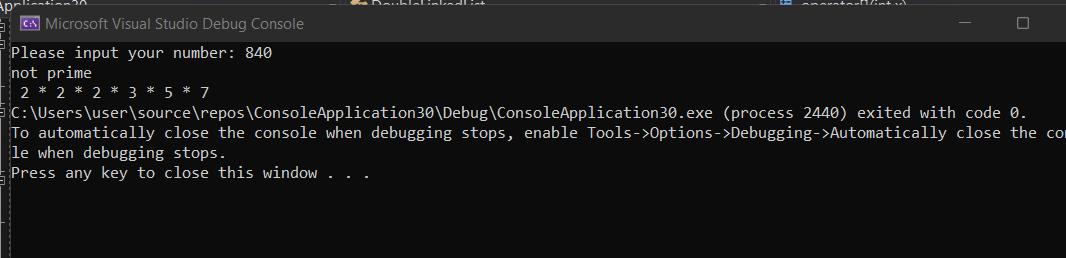 Application30 DoubleLinkedList operator[](int x)
Microsoft Visual Studio Debug Console
Please input your number: 840
not prime
2 * 2 * 2 * 3 * 5 * 7
C:\Users\user\source\repos\ConsoleApplication30\Debug\ConsoleApplication30.exe (process 2440) exited with code 0.
To automatically close the console when debugging stops, enable Tools->Options->Debugging->Automatically close the co
le when debugging stops.
Press any key to close this window . . .